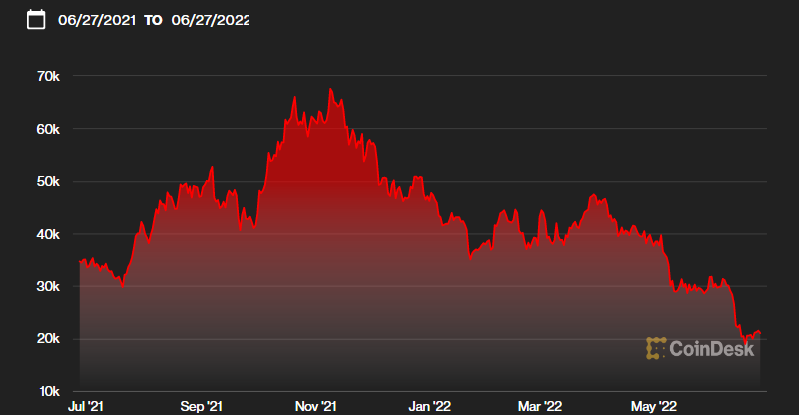 06/27/2021 TO 06/27/2022
70k
60k
50k
40k
30k
20k
10k
CoinDesk
Jul '21 Sep '21 Nov '21 Jan '22 Mar '22 May '22